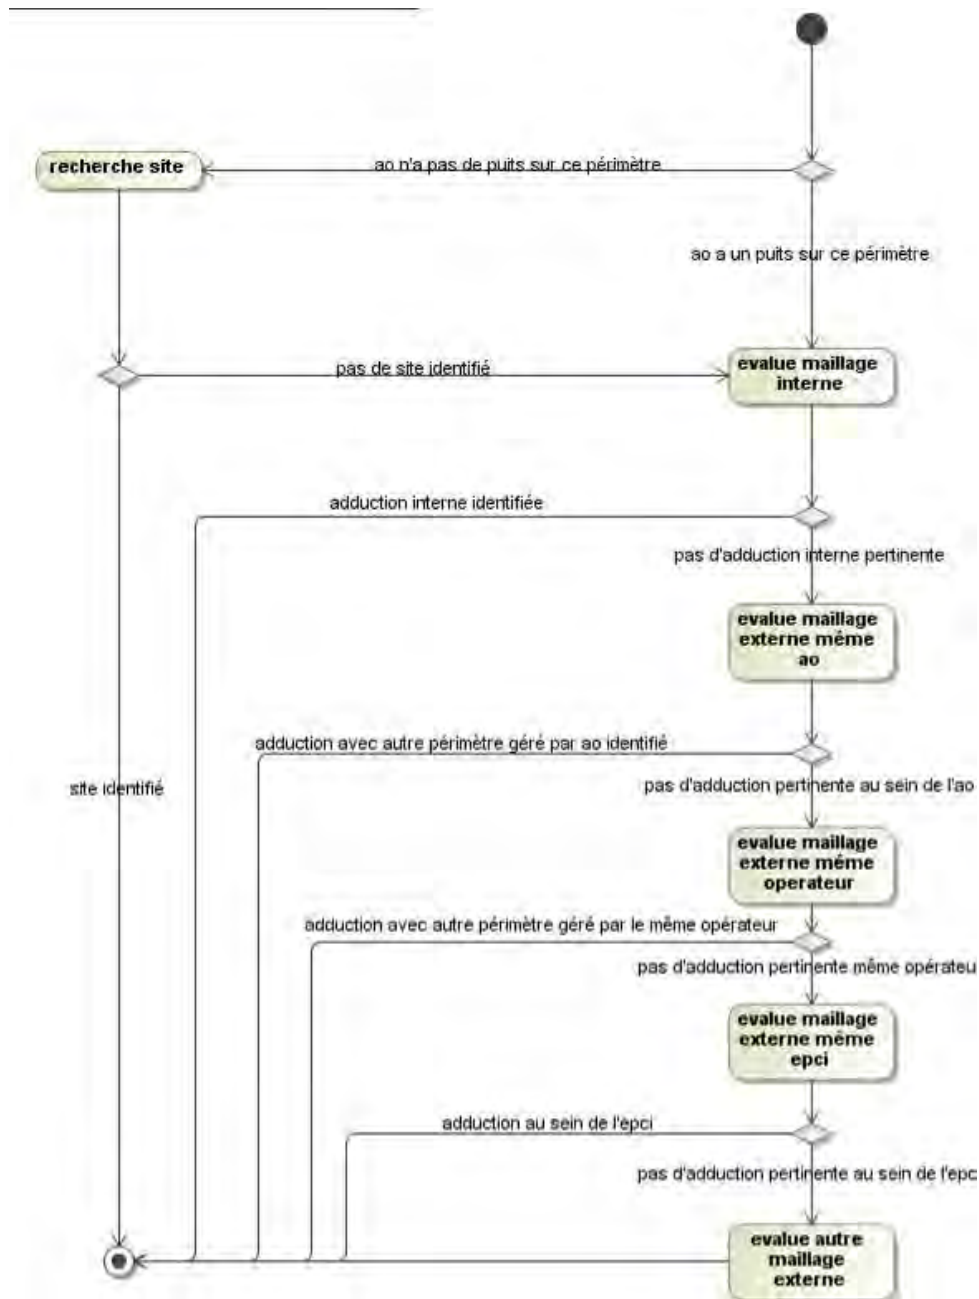 recherche site
ao n'a pas de puits sur ce périmètre
ao a un puits sur ce périmètre
pas de site identifié
evalue maillage
interne
adduction interne identifiée
pas d'adduction interne pertinente
evalue maillage
externe même
ao
adduction avec autre périmètre géré par ao identifié
site identifié
pas d'adduction pertinente au sein de l'ao
evalue maillage
externe même
operateur
adduction avec autre périmètre géré par le même opérateur
pas d'adduction pertinente même opérateu
evalue maillage
externe même
epci
adduction au sein de l'epci
pas d'adduction pertinente au sein de l'epc
evalue autre
maillage
externe